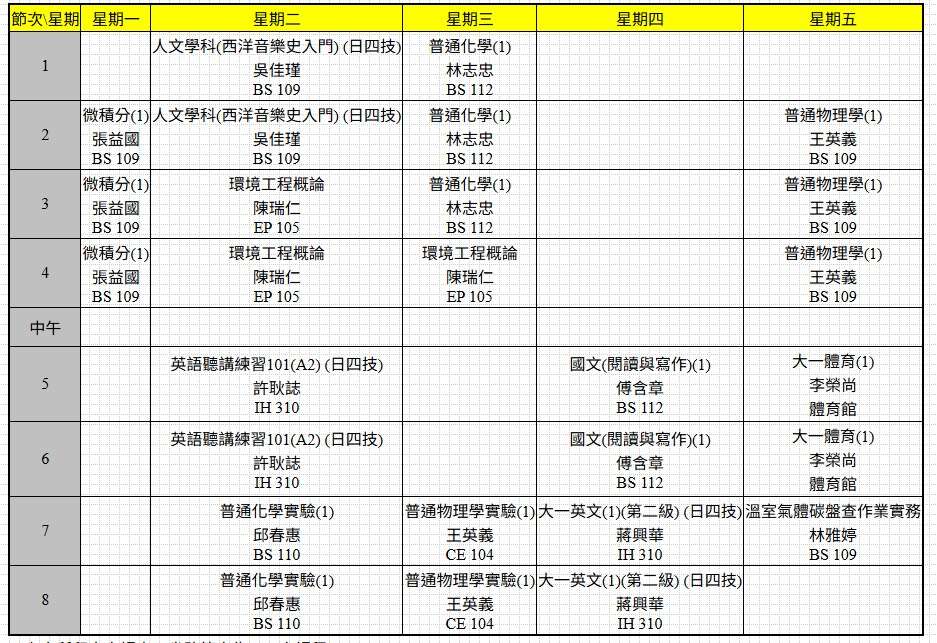 節次\星期 星期一 星期二 星期三 星期四 星期五
1
人文學科(西洋音樂史入門) (日四技)
吳佳瑾
BS 109
普通化學(1)
林志忠
BS 112
2
微積分(1)
張益國
BS 109
人文學科(西洋音樂史入門) (日四技)
吳佳瑾
BS 109
普通化學(1)
林志忠
BS 112
普通物理學(1)
王英義
BS 109
3
微積分(1)
張益國
BS 109
環境工程概論
陳瑞仁
EP 105
普通化學(1)
林志忠
BS 112
普通物理學(1)
王英義
BS 109
4
微積分(1)
張益國
BS 109
環境工程概論
陳瑞仁
EP 105
環境工程概論
陳瑞仁
EP 105
普通物理學(1)
王英義
BS 109
中午
5
英語聽講練習101(A2) (日四技)
許耿誌
IH 310
國文(閱讀與寫作)(1)
傅含章
BS 112
大一體育(1)
李榮尚
體育館
6
英語聽講練習101(A2) (日四技)
許耿誌
IH 310
國文(閱讀與寫作)(1)
傅含章
BS 112
大一體育(1)
李榮尚
體育館
7
普通化學實驗(1)
邱春惠
BS 110
普通物理學實驗(1)
王英義
CE 104
大一英文(1)(第二級) (日四技)
蔣興華
IH 310
溫室氣體碳盤查作業實務
林雅婷
BS 109
8
普通化學實驗(1)
邱春惠
BS 110
普通物理學實驗(1)
王英義
CE 104
大一英文(1)(第二級) (日四技)
蔣興華
IH 310